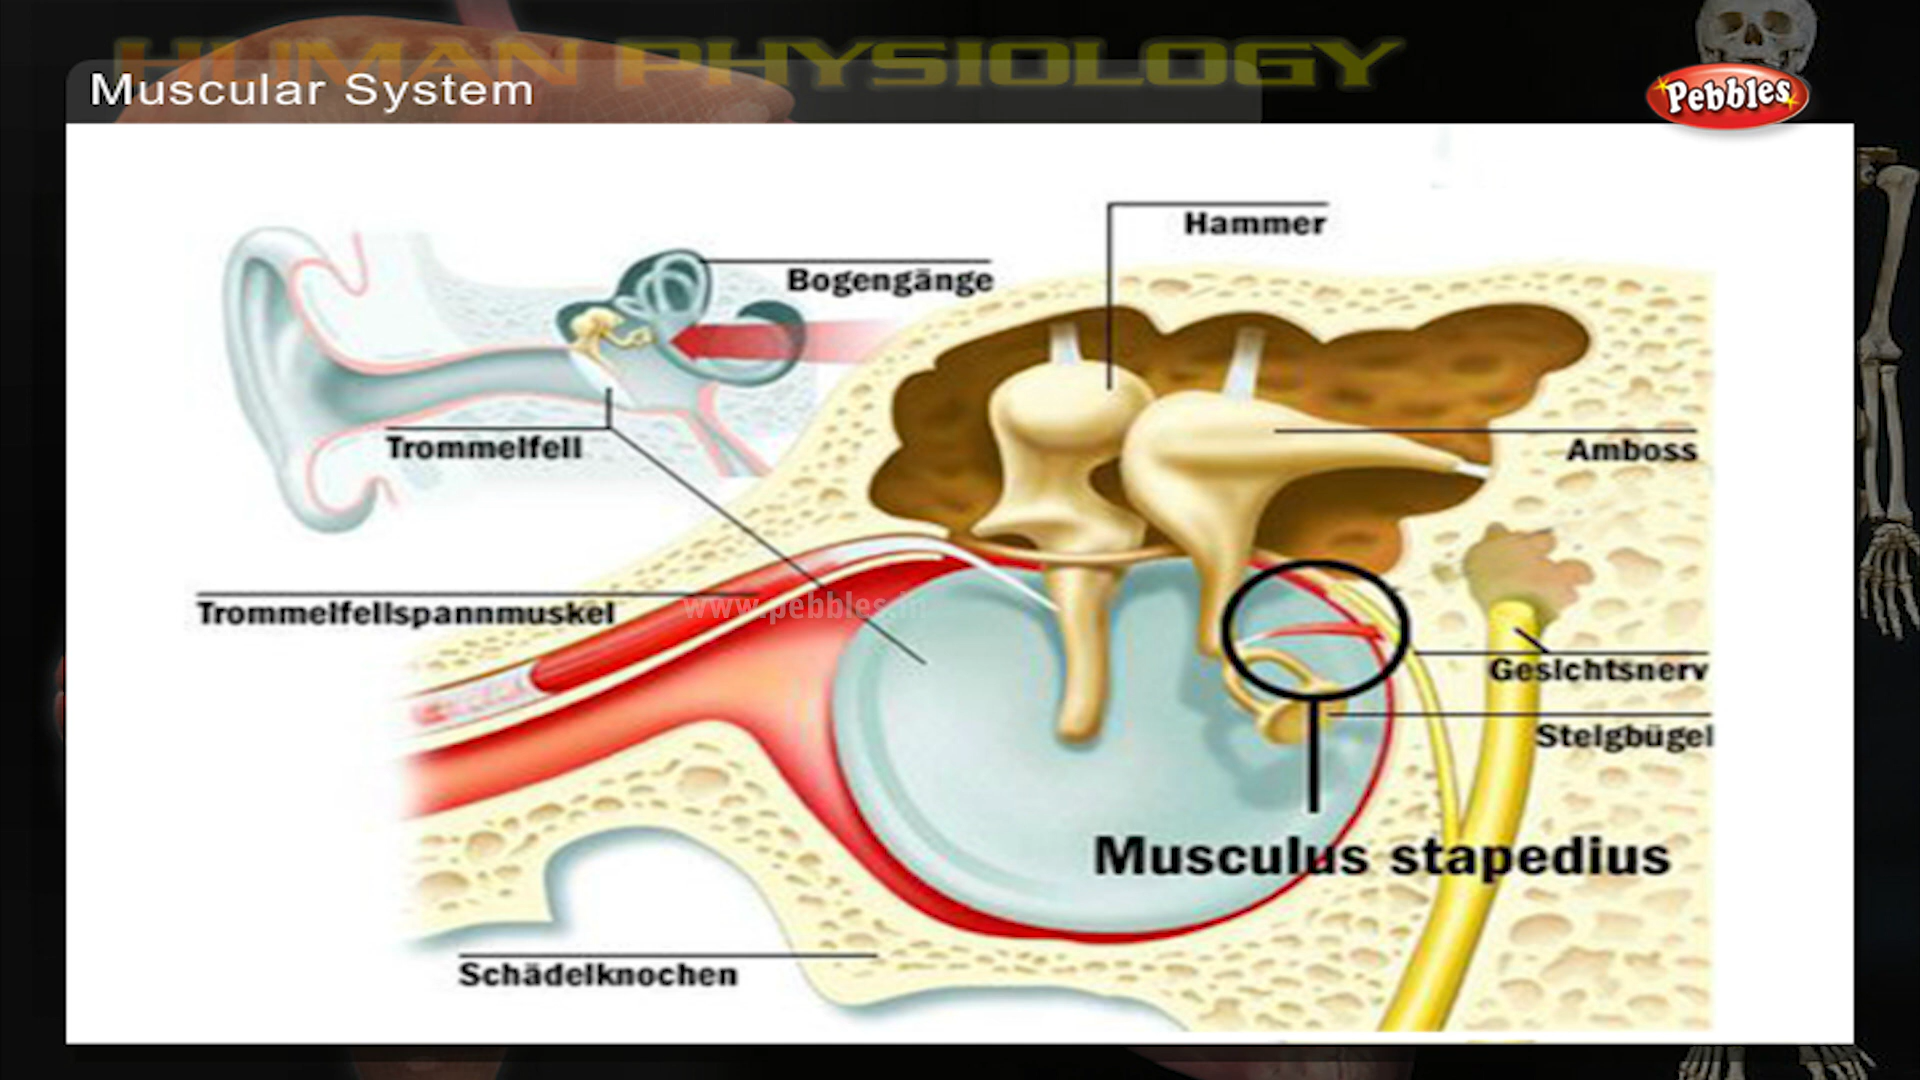 HUMAN PHYSIOLOGY
Muscular System
Pebbles
Hammer
Bogengänge
Trommelfell
Amboss
Trommelfellspannmuskel
www.pebbles.in
Gesichtsnerv
Steigbügel
Musculus stapedius
Schädelknochen